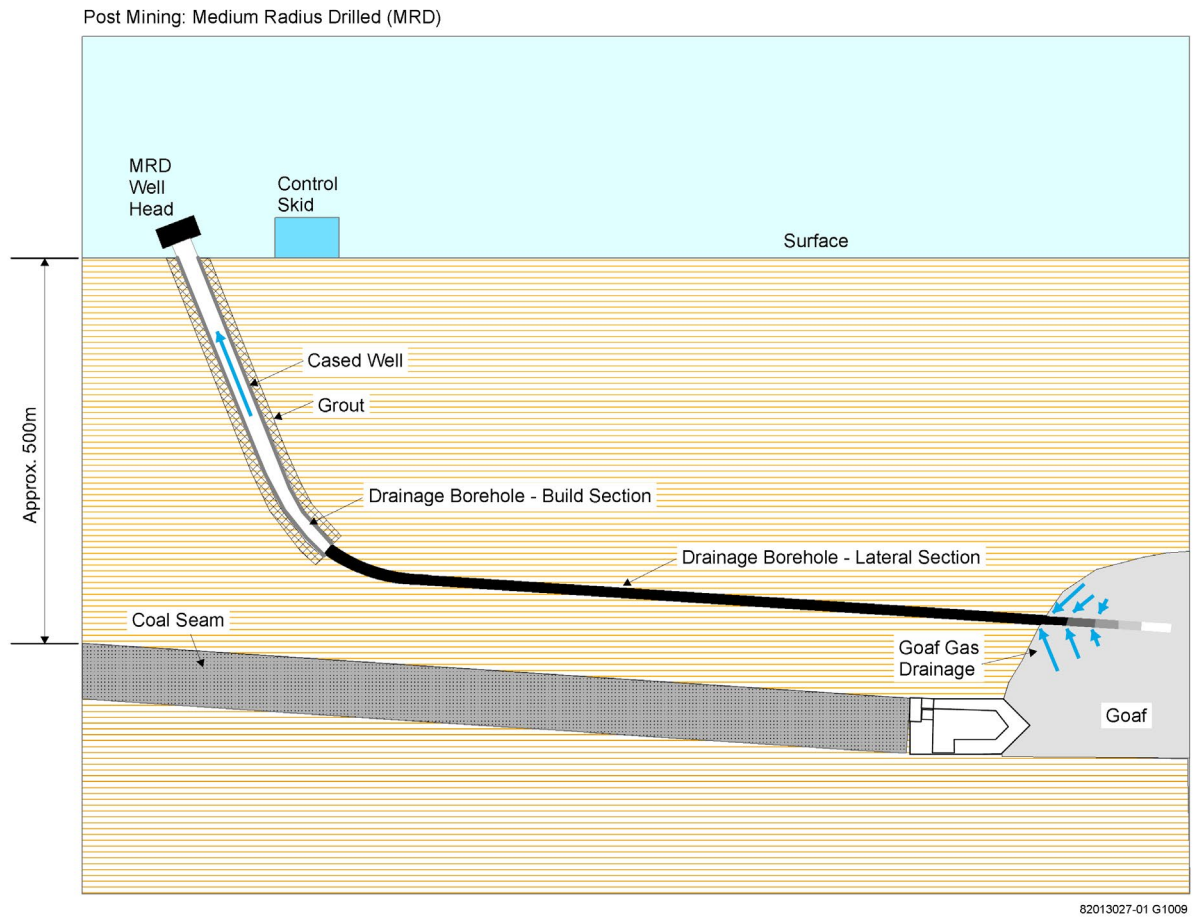 Post Mining: Medium Radius Drilled (MRD)
MRD
Well
Head
Control
Skid
Surface
Cased Well
Grout
Approx. 500m
Drainage Borehole - Build Section
Drainage Borehole - Lateral Section
Coal Seam
Goaf Gas
Drainage
Goaf
82013027-01 G1009